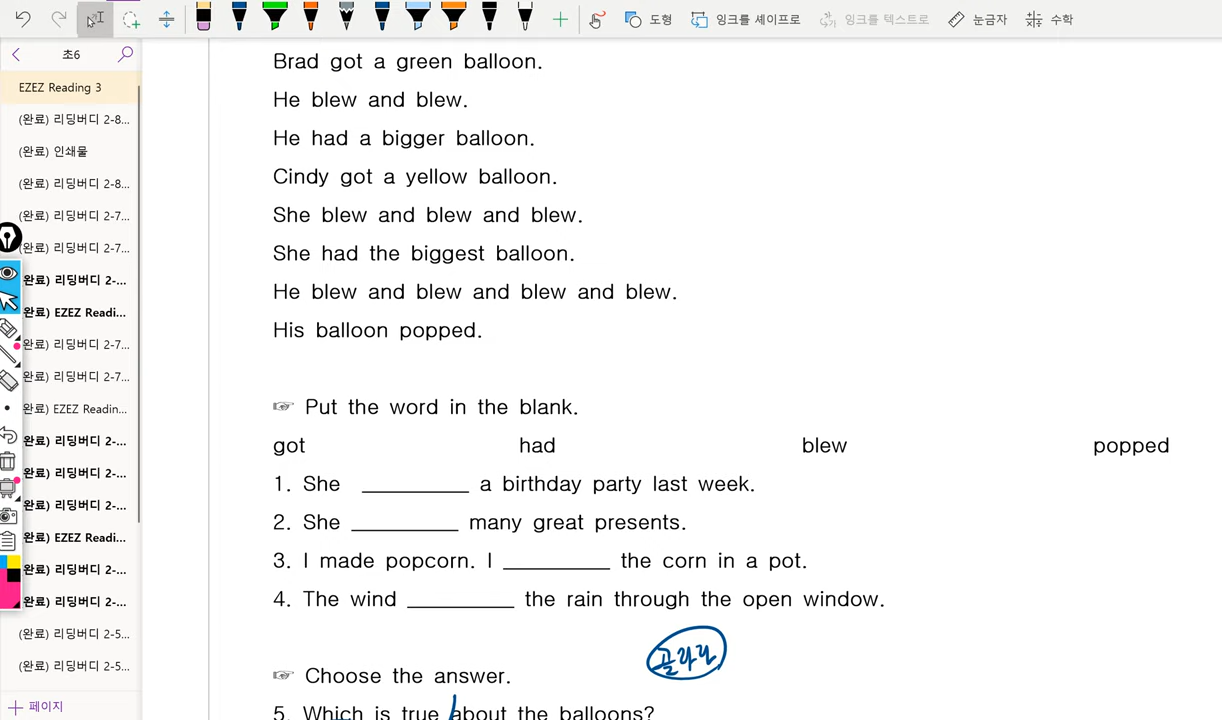 도형 잉크를 셰이프로 잉크를 텍스트로 눈금자 수학
초6
EZEZ Reading 3
(완료) 리딩버디 2-8...
(완료) 인쇄물
(완료) 리딩버디 2-8...
(완료) 리딩버디 2-7...
완료) 리딩버디 2-7...
완료) 리딩버디 2-...
완료) EZEZ Readi...
완료) 리딩버디 2-7...
완료) 리딩버디 2-7...
완료) EZEZ Readin...
완료) 리딩버디 2-...
완료) 리딩버디 2-...
완료) 리딩버디 2-...
완료) EZEZ Readi...
완료) 리딩버디 2-...
완료) 리딩버디 2-...
(완료) 리딩버디 2-5...
(완료) 리딩버디 2-5...
페이지
Brad got a green balloon.
He blew and blew.
He had a bigger balloon.
Cindy got a yellow balloon.
She blew and blew and blew.
She had the biggest balloon.
He blew and blew and blew and blew.
His balloon popped.
☞ Put the word in the blank.
got had blew popped
1. She __________ a birthday party last week.
2. She __________ many great presents.
3. I made popcorn. I __________ the corn in a pot.
4. The wind __________ the rain through the open window.
골라라
☞ Choose the answer.
5. Which is true about the balloons?